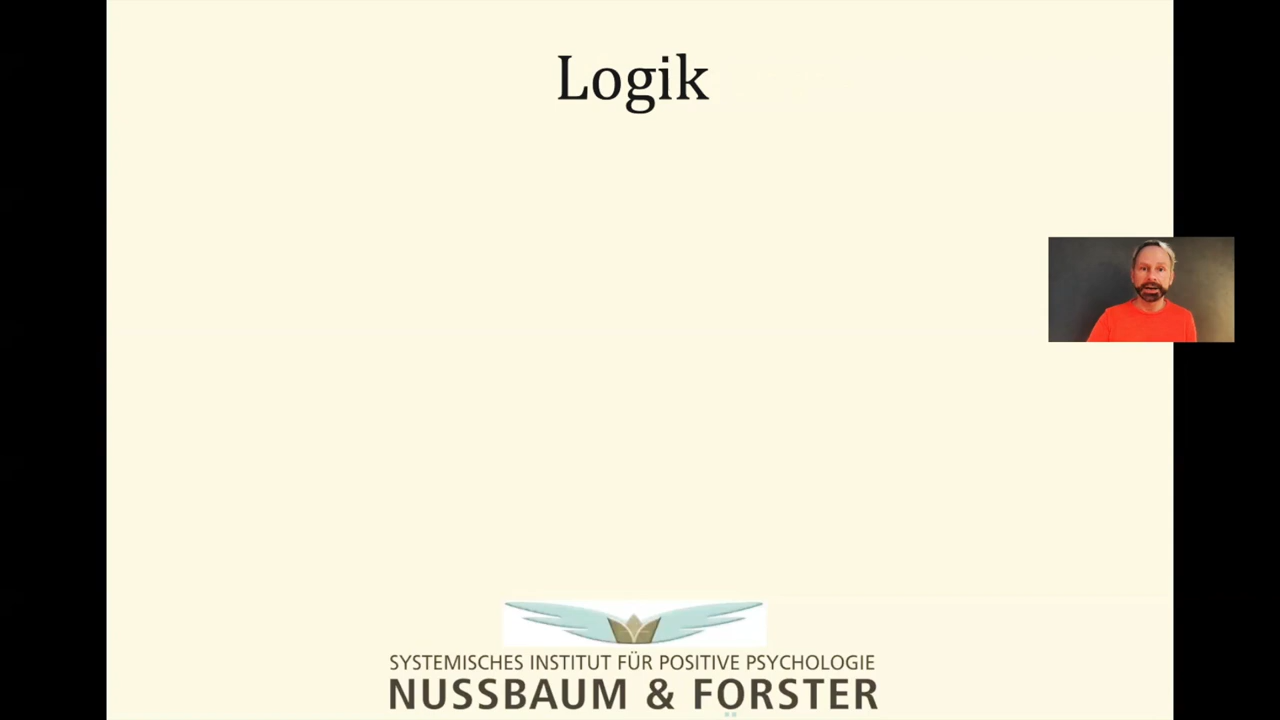 Logik
SYSTEMISCHES INSTITUT FÜR POSITIVE PSYCHOLOGIE
NUSSBAUM & FORSTER